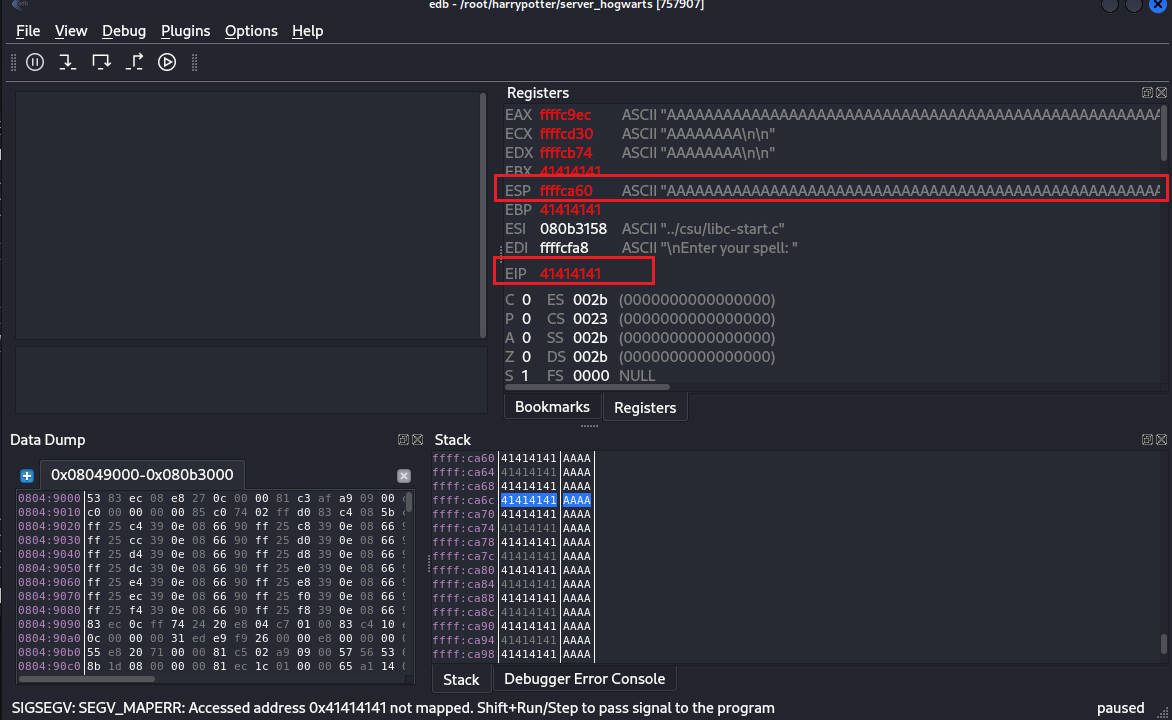 edb - /root/harrypotter/server_hogwarts [757907]
File View Debug Plugins Options Help
Registers
EAX ffffc9ec ASCII "AAAAAAAAAAAAAAAAAAAAAAAAAAAAAAAAAAAAAAAAAAAAAAAAAAAA
ECX ffffcd30 ASCII "AAAAAAAA\n\n"
EDX ffffcb74 ASCII "AAAAAAAA\n\n"
EBX 41414141
ESP ffffca60 ASCII "AAAAAAAAAAAAAAAAAAAAAAAAAAAAAAAAAAAAAAAAAAAAAAAAAAAA
EBP 41414141
ESI 080b3158 ASCII "../csu/libc-start.c"
EDI ffffcfa8 ASCII "\nEnter your spell: "
EIP 41414141
C 0 ES 002b (0000000000000000)
P 0 CS 0023 (0000000000000000)
A 0 SS 002b (0000000000000000)
Z 0 DS 002b (0000000000000000)
S 1 FS 0000 NULL
Bookmarks Registers
Data Dump
0x08049000-0x080b3000
0804:9000 53 83 ec 08 e8 27 0c 00 00 81 c3 af a9 09 00
0804:9010 c0 00 00 00 00 85 c0 74 02 ff d0 83 c4 08 5b
0804:9020 ff 25 c4 39 0e 08 66 90 ff 25 c8 39 0e 08 66
0804:9030 ff 25 cc 39 0e 08 66 90 ff 25 d0 39 0e 08 66
0804:9040 ff 25 d4 39 0e 08 66 90 ff 25 d8 39 0e 08 66
0804:9050 ff 25 dc 39 0e 08 66 90 ff 25 e0 39 0e 08 66
0804:9060 ff 25 e4 39 0e 08 66 90 ff 25 e8 39 0e 08 66
0804:9070 ff 25 ec 39 0e 08 66 90 ff 25 f0 39 0e 08 66
0804:9080 ff 25 f4 39 0e 08 66 90 ff 25 f8 39 0e 08 66
0804:9090 83 ec 0c ff 74 24 20 e8 04 c7 01 00 83 c4 10
0804:90a0 0c 00 00 00 31 ed e9 f9 26 00 00 e8 00 00 00
0804:90b0 55 e8 20 71 00 00 81 c5 02 a9 09 00 57 56 53
0804:90c0 8b 1d 08 00 00 00 81 ec 1c 01 00 00 65 a1 14
Stack
ffff:ca60 41414141 AAAA
ffff:ca64 41414141 AAAA
ffff:ca68 41414141 AAAA
ffff:ca6c 41414141 AAAA
ffff:ca70 41414141 AAAA
ffff:ca74 41414141 AAAA
ffff:ca78 41414141 AAAA
ffff:ca7c 41414141 AAAA
ffff:ca80 41414141 AAAA
ffff:ca84 41414141 AAAA
ffff:ca88 41414141 AAAA
ffff:ca8c 41414141 AAAA
ffff:ca90 41414141 AAAA
ffff:ca94 41414141 AAAA
ffff:ca98 41414141 AAAA
Stack Debugger Error Console
SIGSEGV: SEGV_MAPERR: Accessed address 0x41414141 not mapped. Shift+Run/Step to pass signal to the program
paused